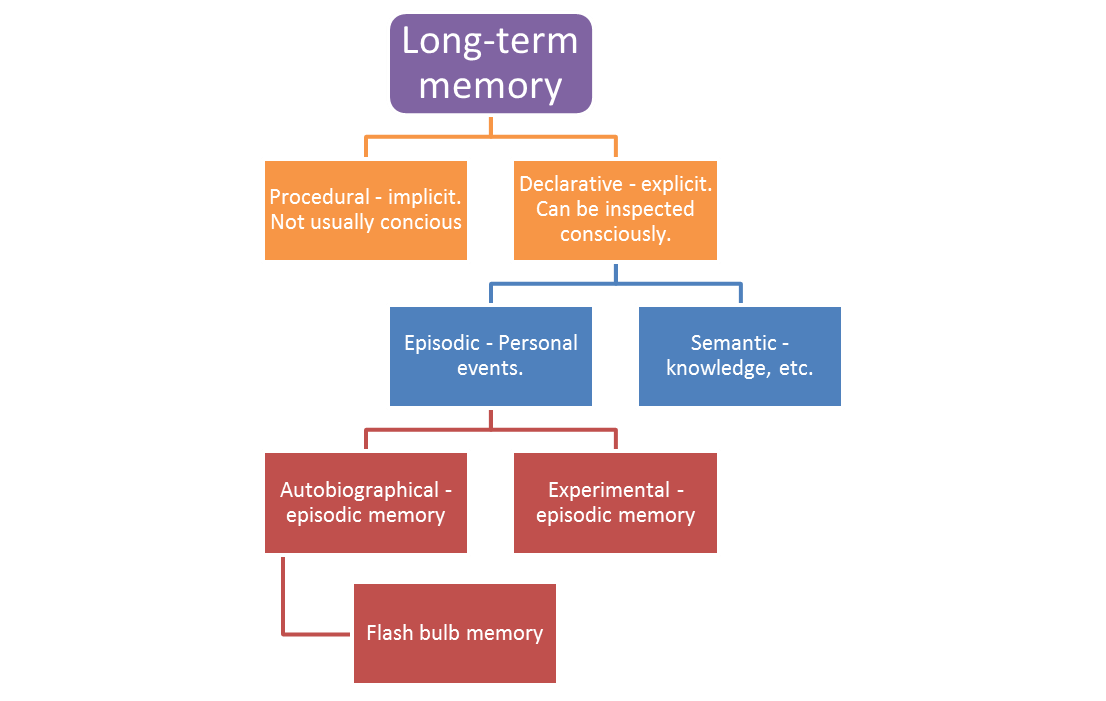 Long-term
memory
Procedural - implicit.
Not usually concious
Declarative - explicit.
Can be inspected
consciously.
Episodic - Personal
events.
Semantic -
knowledge, etc.
Autobiographical -
episodic memory
Experimental -
episodic memory
Flash bulb memory